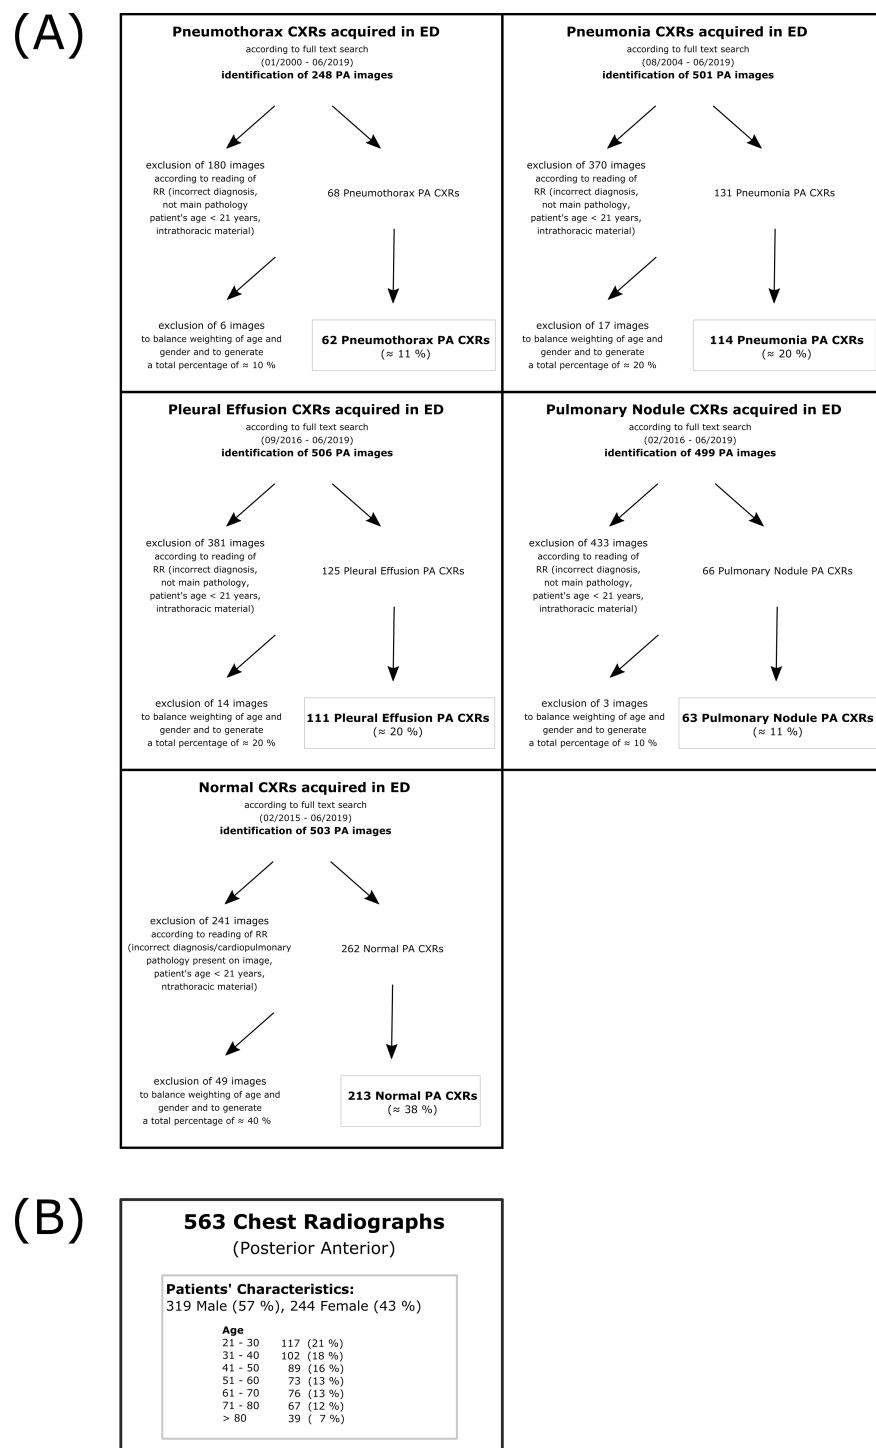 (A)
Pneumothorax CXRs acquired in ED
according to full text search
(01/2000 - 06/2019)
identification of 248 PA images
exclusion of 180 images
according to reading of
RR (incorrect diagnosis,
not main pathology
patient's age < 21 years,
intrathoracic material)
68 Pneumothorax PA CXRs
exclusion of 6 images
to balance weighting of age and
gender and to generate
a total percentage of ≈ 10 %
62 Pneumothorax PA CXRs
(≈ 11 %)
Pneumonia CXRs acquired in ED
according to full text search
(08/2004 - 06/2019)
identification of 501 PA images
exclusion of 370 images
according to reading of
RR (incorrect diagnosis,
not main pathology,
patient's age < 21 years,
intrathoracic material)
131 Pneumonia PA CXRs
exclusion of 17 images
to balance weighting of age and
gender and to generate
a total percentage of ≈ 20 %
114 Pneumonia PA CXRs
(≈ 20 %)
Pleural Effusion CXRs acquired in ED
according to full text search
(09/2016 - 06/2019)
identification of 506 PA images
exclusion of 381 images
according to reading of
RR (incorrect diagnosis,
not main pathology,
patient's age < 21 years,
intrathoracic material)
125 Pleural Effusion PA CXRs
exclusion of 14 images
to balance weighting of age and
gender and to generate
a total percentage of ≈ 20 %
111 Pleural Effusion PA CXRs
(≈ 20 %)
Pulmonary Nodule CXRs acquired in ED
according to full text search
(02/2016 - 06/2019)
identification of 499 PA images
exclusion of 433 images
according to reading of
RR (incorrect diagnosis,
not main pathology,
patient's age < 21 years,
intrathoracic material)
66 Pulmonary Nodule PA CXRs
exclusion of 3 images
to balance weighting of age and
gender and to generate
a total percentage of ≈ 10 %
63 Pulmonary Nodule PA CXRs
(≈ 11 %)
Normal CXRs acquired in ED
according to full text search
(02/2015 - 06/2019)
identification of 503 PA images
exclusion of 241 images
according to reading of RR
(incorrect diagnosis/cardiopulmonary
pathology present on image,
patient's age < 21 years,
ntrathoracic material)
262 Normal PA CXRs
exclusion of 49 images
to balance weighting of age and
gender and to generate
a total percentage of ≈ 40 %
213 Normal PA CXRs
(≈ 38 %)
(B)
563 Chest Radiographs
(Posterior Anterior)
Patients' Characteristics:
319 Male (57 %), 244 Female (43 %)
Age
21 - 30 117 (21 %)
31 - 40 102 (18 %)
41 - 50 89 (16 %)
51 - 60 73 (13 %)
61 - 70 76 (13 %)
71 - 80 67 (12 %)
> 80 39 ( 7 %)